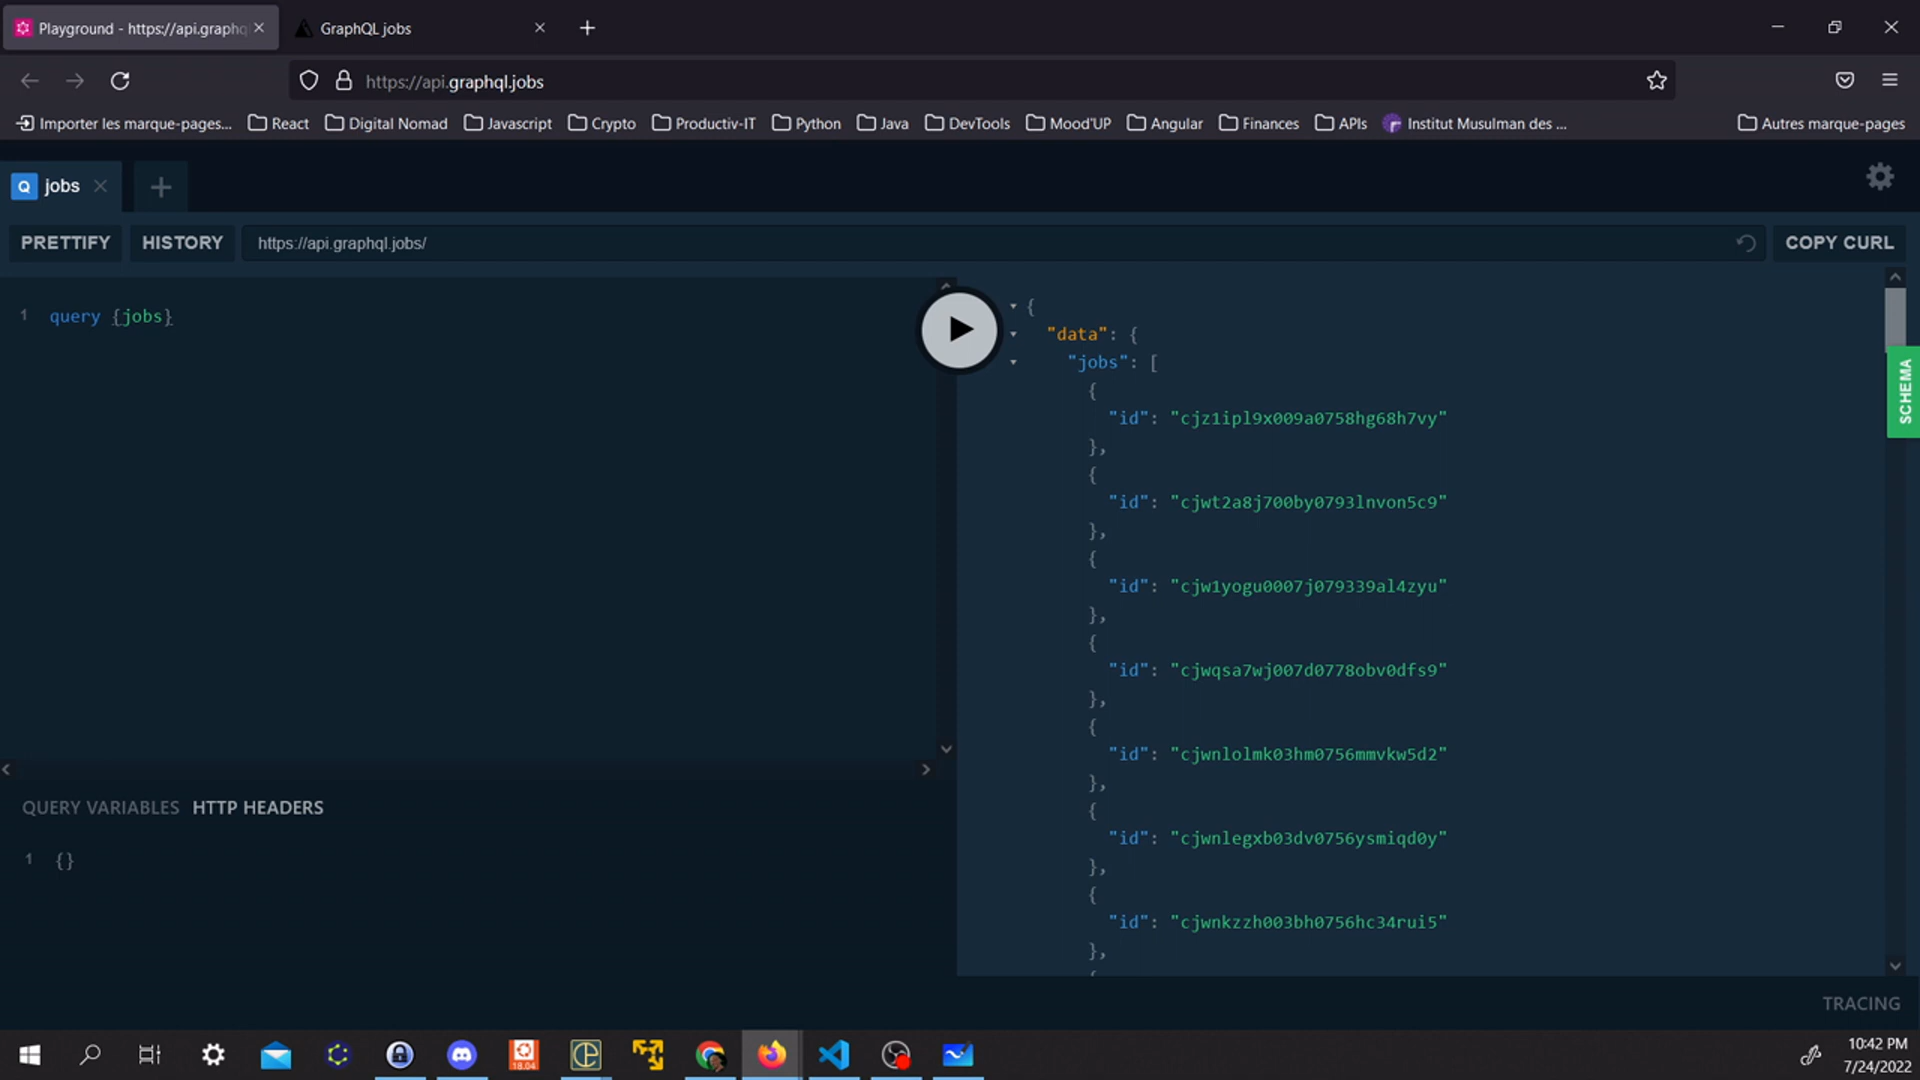 Playground - https://api.graphq
GraphQL jobs
https://api.graphql.jobs
Importer les marque-pages...
React
Digital Nomad
Javascript
Crypto
Productiv-IT
Python
Java
DevTools
Mood'UP
Angular
Finances
APIs
Institut Musulman des ...
Autres marque-pages
Q jobs
PRETTIFY
HISTORY
https://api.graphql.jobs/
COPY CURL
1 query {jobs}
{
"data": {
"jobs": [
{
"id": "cjz1ipl9x009a0758hg68h7vy"
},
{
"id": "cjwt2a8j700by0793lnvon5c9"
},
{
"id": "cjw1yogu0007j079339al4zyu"
},
{
"id": "cjwqsa7wj007d0778obv0dfs9"
},
{
"id": "cjwnlolmk03hm0756mmvkw5d2"
},
{
"id": "cjwnlegxb03dv0756ysmiqd0y"
},
{
"id": "cjwnkzzh003bh0756hc34rui5"
},
SCHEMA
QUERY VARIABLES
HTTP HEADERS
1 {}
TRACING
18.04
10:42 PM
7/24/2022